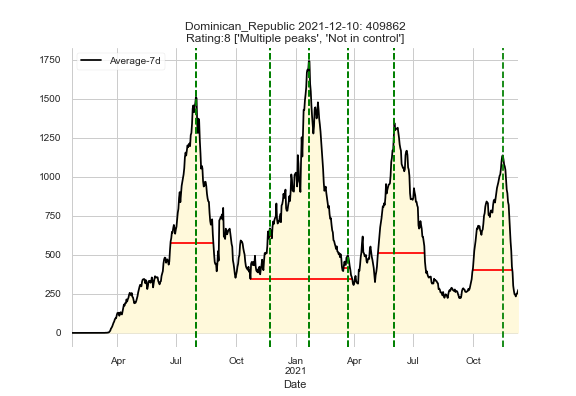 Dominican_Republic 2021-12-10: 409862
Rating:8 ['Multiple peaks', 'Not in control']
Average-7d
1750
1500
1250
1000
750
500
250
0
Apr
Jul
Oct
Jan
2021
Apr
Jul
Oct
Date